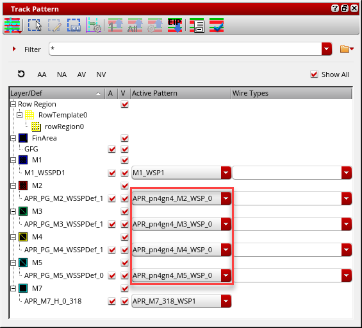 Track Pattern
Filter *
AA NA AV NV Show All
Layer/Def A V Active Pattern Wire Types
Row Region
RowTemplate0
rowRegion0
FinArea
GFG
M1
M1_WSSPD1 M1_WSP1
M2
APR_PG_M2_WSSPDef_1 APR_pn4gn4_M2_WSP_0
M3
APR_PG_M3_WSSPDef_1 APR_pn4gn4_M3_WSP_0
M4
APR_PG_M4_WSSPDef_1 APR_pn4gn4_M4_WSP_0
M5
APR_PG_M5_WSSPDef_0 APR_pn4gn4_M5_WSP_0
M7
APR_M7_H_0_318 APR_M7_318_WSP1